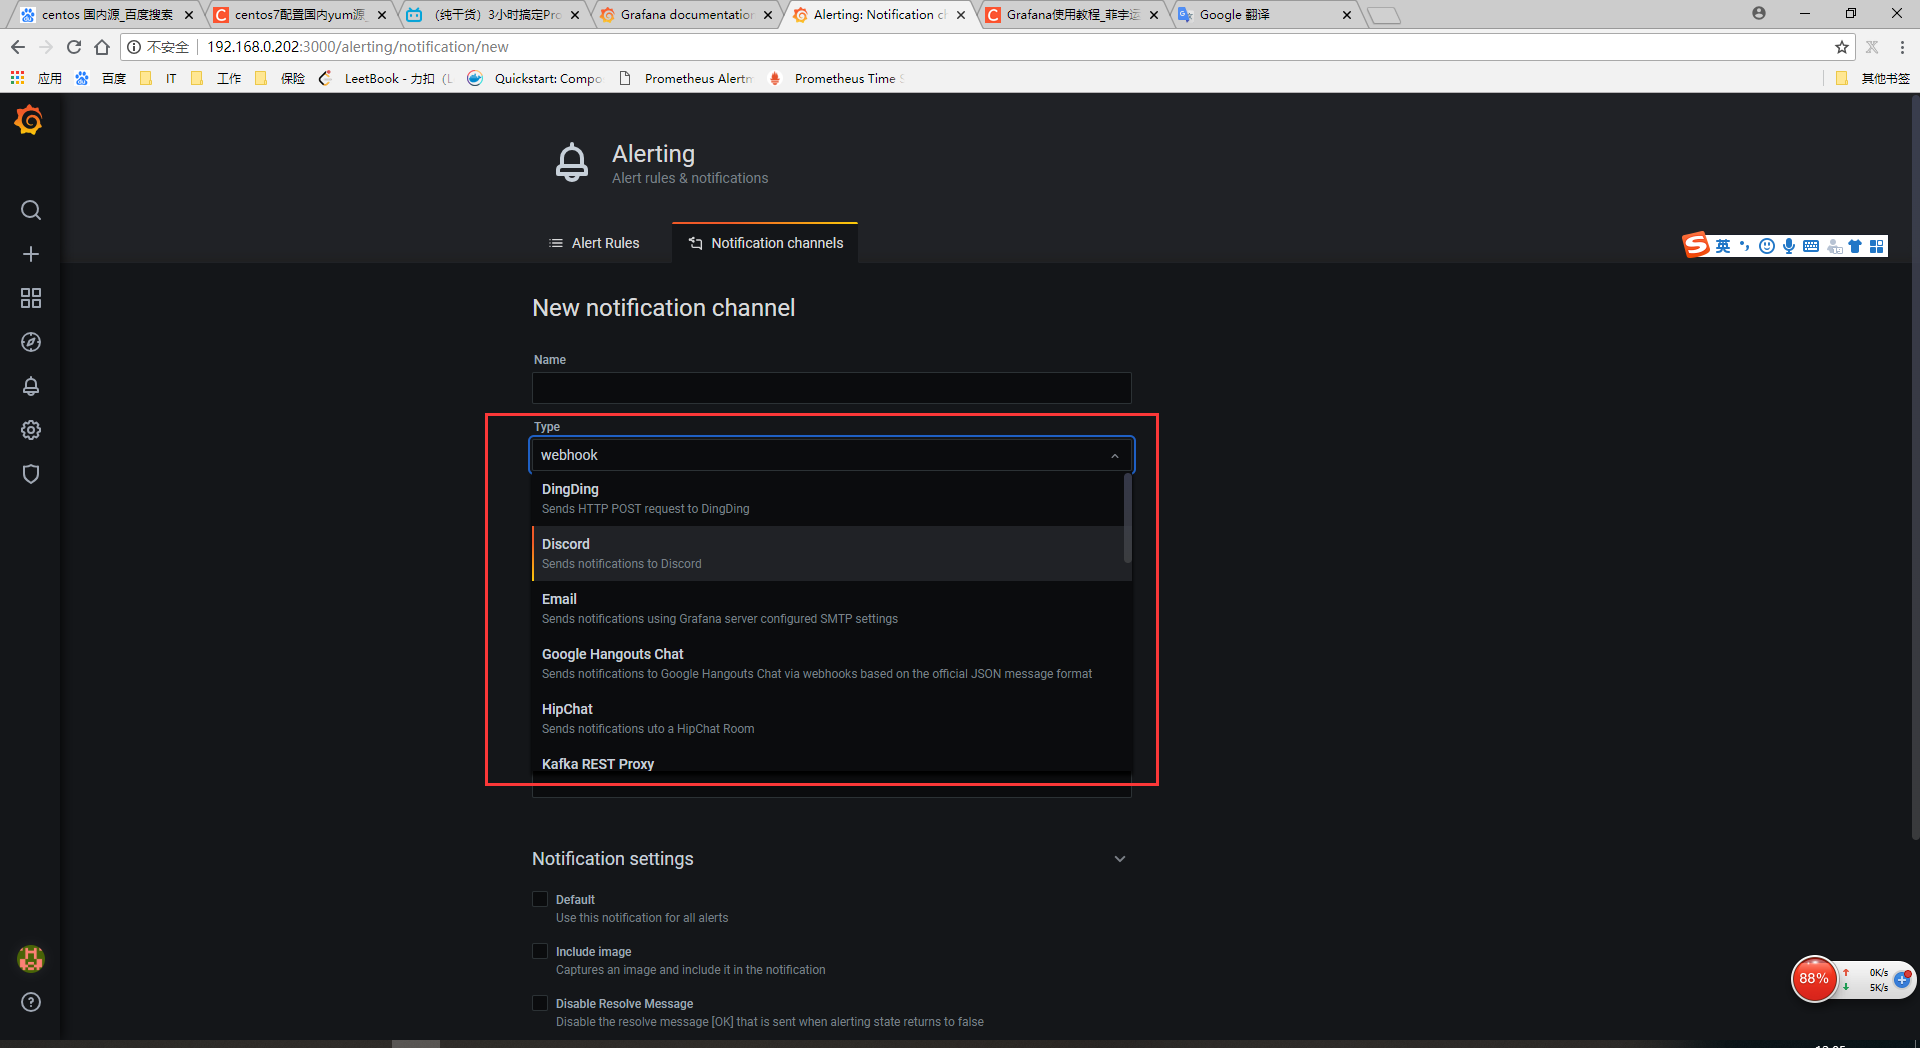 centos 国内源_百度搜索
centos7配置国内yum源_
（纯干货）3小时搞定Pro
Grafana documentation
Alerting: Notification ch
Grafana使用教程_菲宇运
Google 翻译
不安全
192.168.0.202:3000/alerting/notification/new
应用
百度
IT
工作
保险
LeetBook - 力扣（L
Quickstart: Compo
Prometheus Alertm
Prometheus Time S
其他书签
Alerting
Alert rules & notifications
Alert Rules
Notification channels
英
New notification channel
Name
Type
webhook
DingDing
Sends HTTP POST request to DingDing
Discord
Sends notifications to Discord
Email
Sends notifications using Grafana server configured SMTP settings
Google Hangouts Chat
Sends notifications to Google Hangouts Chat via webhooks based on the official JSON message format
HipChat
Sends notifications uto a HipChat Room
Kafka REST Proxy
Notification settings
Default
Use this notification for all alerts
Include image
Captures an image and include it in the notification
Disable Resolve Message
Disable the resolve message [OK] that is sent when alerting state returns to false
88%
0K/s
5K/s